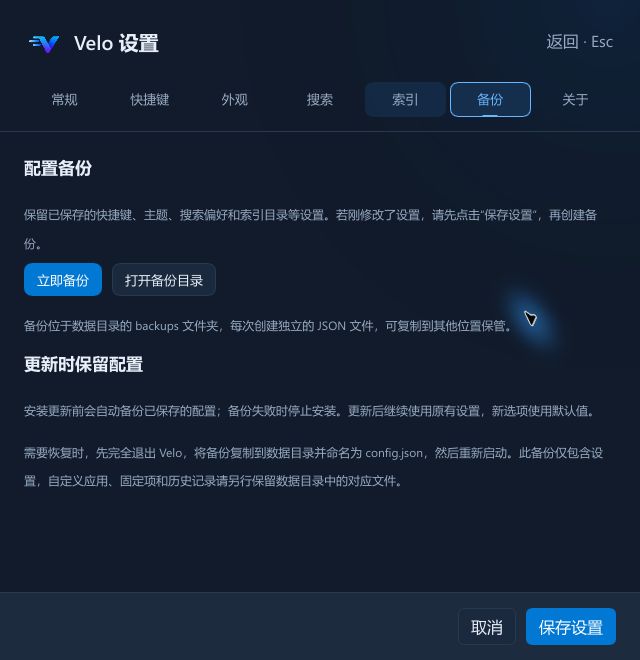 Velo 设置
返回 · Esc
常规
快捷键
外观
搜索
索引
备份
关于
配置备份
保留已保存的快捷键、主题、搜索偏好和索引目录等设置。若刚修改了设置，请先点击“保存设置”，再创建备
份。
立即备份
打开备份目录
备份位于数据目录的 backups 文件夹，每次创建独立的 JSON 文件，可复制到其他位置保管。
更新时保留配置
安装更新前会自动备份已保存的配置；备份失败时停止安装。更新后继续使用原有设置，新选项使用默认值。
需要恢复时，先完全退出 Velo，将备份复制到数据目录并命名为 config.json，然后重新启动。此备份仅包含设
置，自定义应用、固定项和历史记录请另行保留数据目录中的对应文件。
取消
保存设置